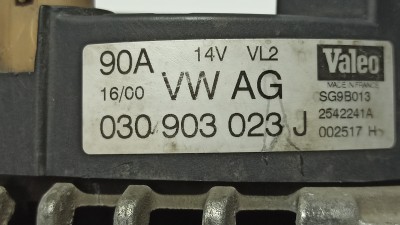 90A 14V VL2 Valeo
MADE IN FRANCE
16/00 VW AG SG9B013
2542241A
030 903 023 J 002517 H